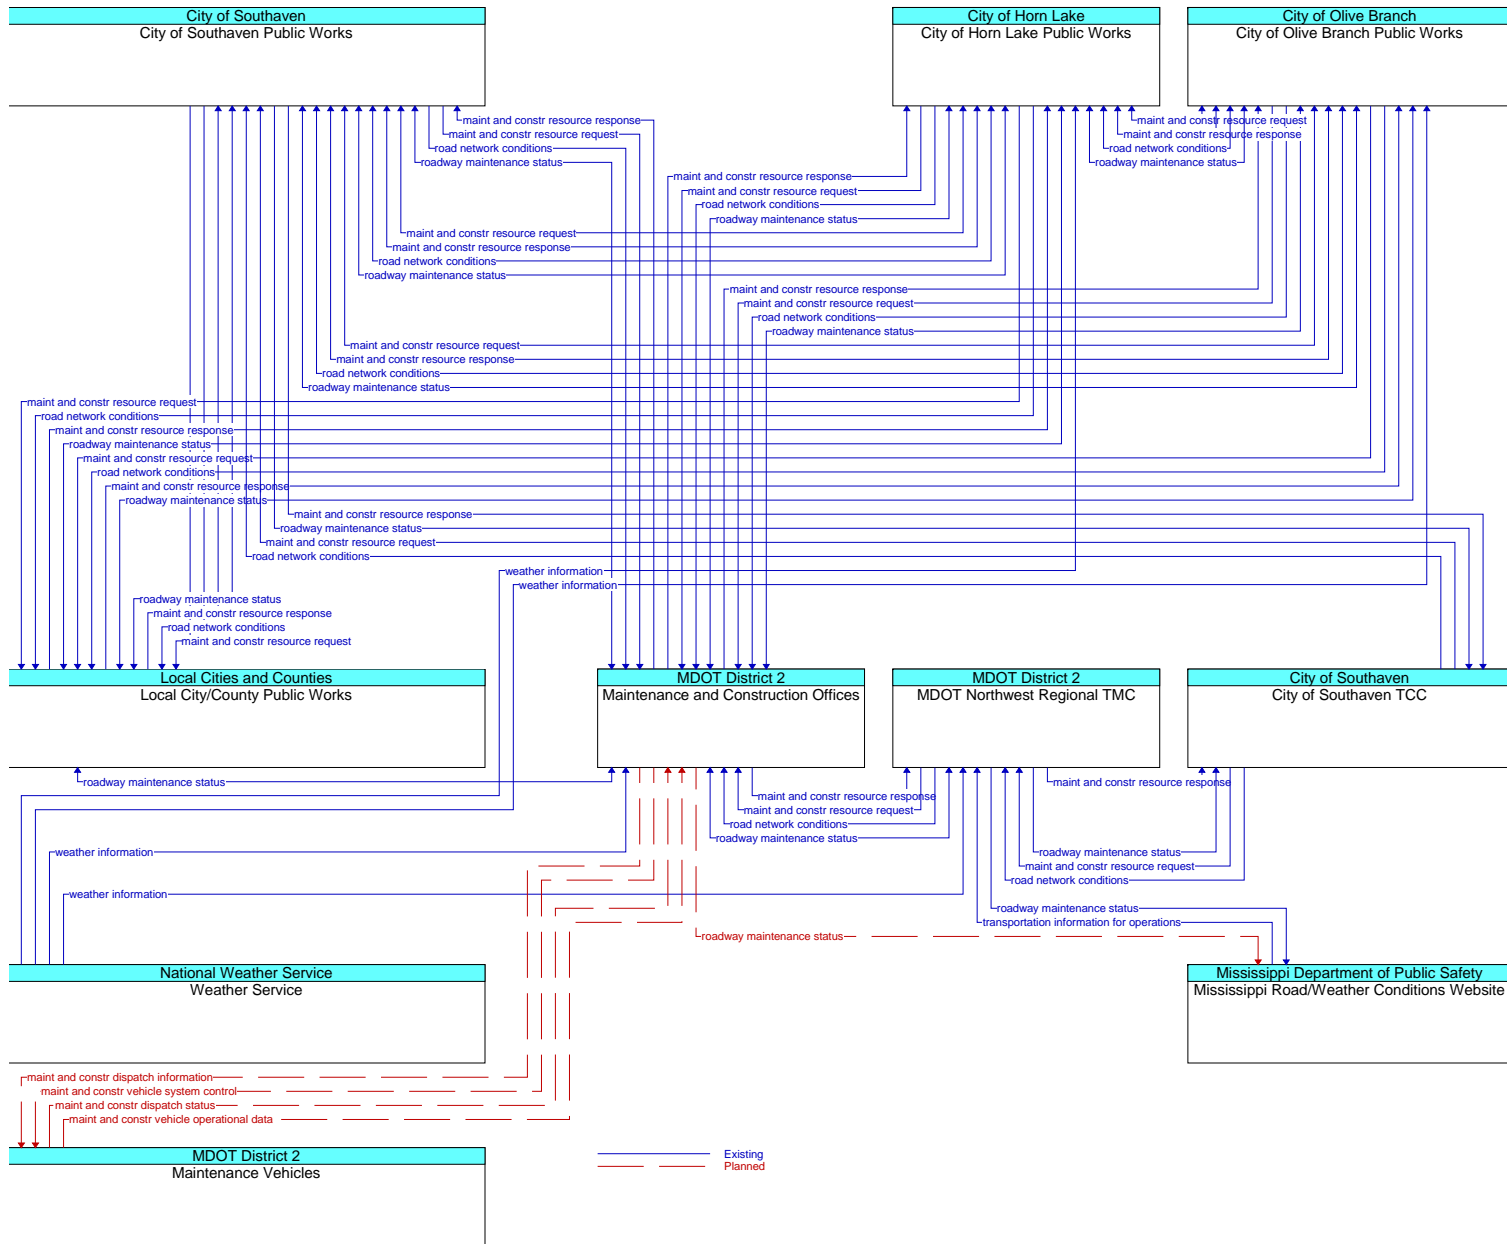 City of Southaven
City of Southaven Public Works
City of Horn Lake
City of Horn Lake Public Works
City of Olive Branch
City of Olive Branch Public Works
maint and constr resource response
maint and constr resource request
road network conditions
roadway maintenance status
maint and constr resource request
maint and constr resource response
road network conditions
roadway maintenance status
maint and constr resource response
maint and constr resource request
road network conditions
roadway maintenance status
maint and constr resource request
maint and constr resource response
road network conditions
roadway maintenance status
maint and constr resource response
maint and constr resource request
road network conditions
roadway maintenance status
maint and constr resource request
maint and constr resource response
road network conditions
roadway maintenance status
maint and constr resource request
road network conditions
maint and constr resource response
roadway maintenance status
maint and constr resource request
road network conditions
maint and constr resource response
roadway maintenance status
maint and constr resource response
roadway maintenance status
maint and constr resource request
road network conditions
weather information
weather information
roadway maintenance status
maint and constr resource response
road network conditions
maint and constr resource request
Local Cities and Counties
Local City/County Public Works
MDOT District 2
Maintenance and Construction Offices
MDOT District 2
MDOT Northwest Regional TMC
City of Southaven
City of Southaven TCC
roadway maintenance status
maint and constr resource response
maint and constr resource response
maint and constr resource request
road network conditions
roadway maintenance status
weather information
roadway maintenance status
maint and constr resource request
road network conditions
weather information
roadway maintenance status
transportation information for operations
roadway maintenance status
National Weather Service
Weather Service
Mississippi Department of Public Safety
Mississippi Road/Weather Conditions Website
maint and constr dispatch information
maint and constr vehicle system control
maint and constr dispatch status
maint and constr vehicle operational data
MDOT District 2
Maintenance Vehicles
Existing
Planned